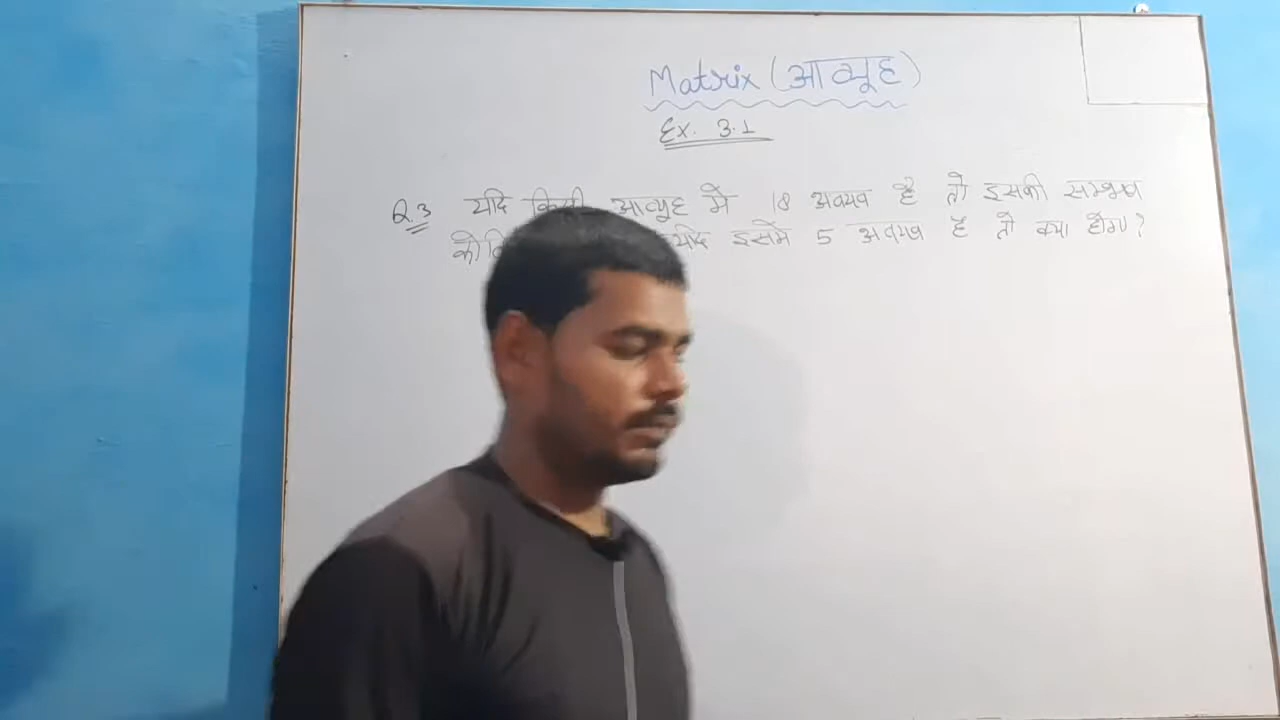 Matrix (आव्यूह)
Ex. 3.1
Q.3 यदि किसी आव्यूह में 18 अवयव है तो इसकी सम्भव
यदि इसमें 5 अवयव है तो क्या होगा?